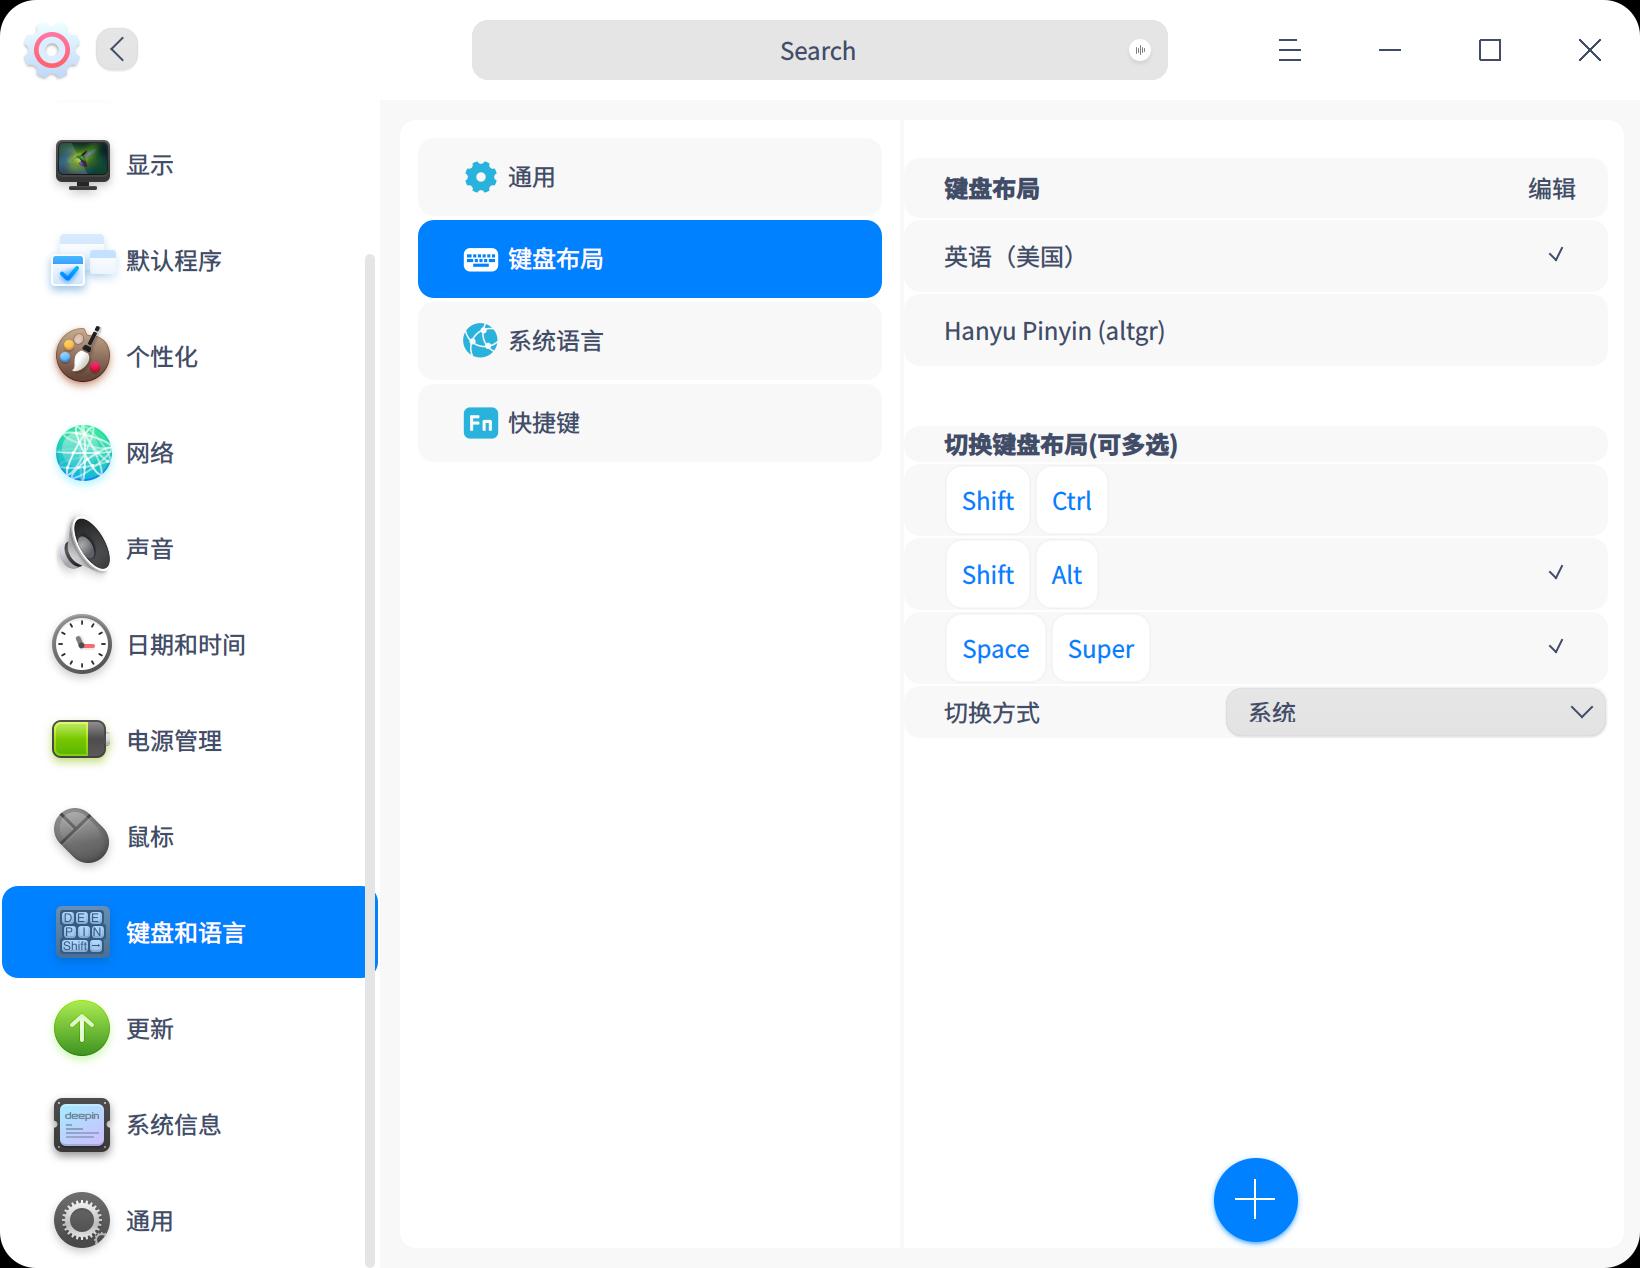 Search
显示
默认程序
个性化
网络
声音
日期和时间
电源管理
鼠标
DEE
PIN
Shift
键盘和语言
更新
deepin
系统信息
通用
通用
键盘布局
系统语言
Fn 快捷键
键盘布局 编辑
英语（美国）
Hanyu Pinyin (altgr)
切换键盘布局(可多选)
Shift Ctrl
Shift Alt
Space Super
切换方式 系统